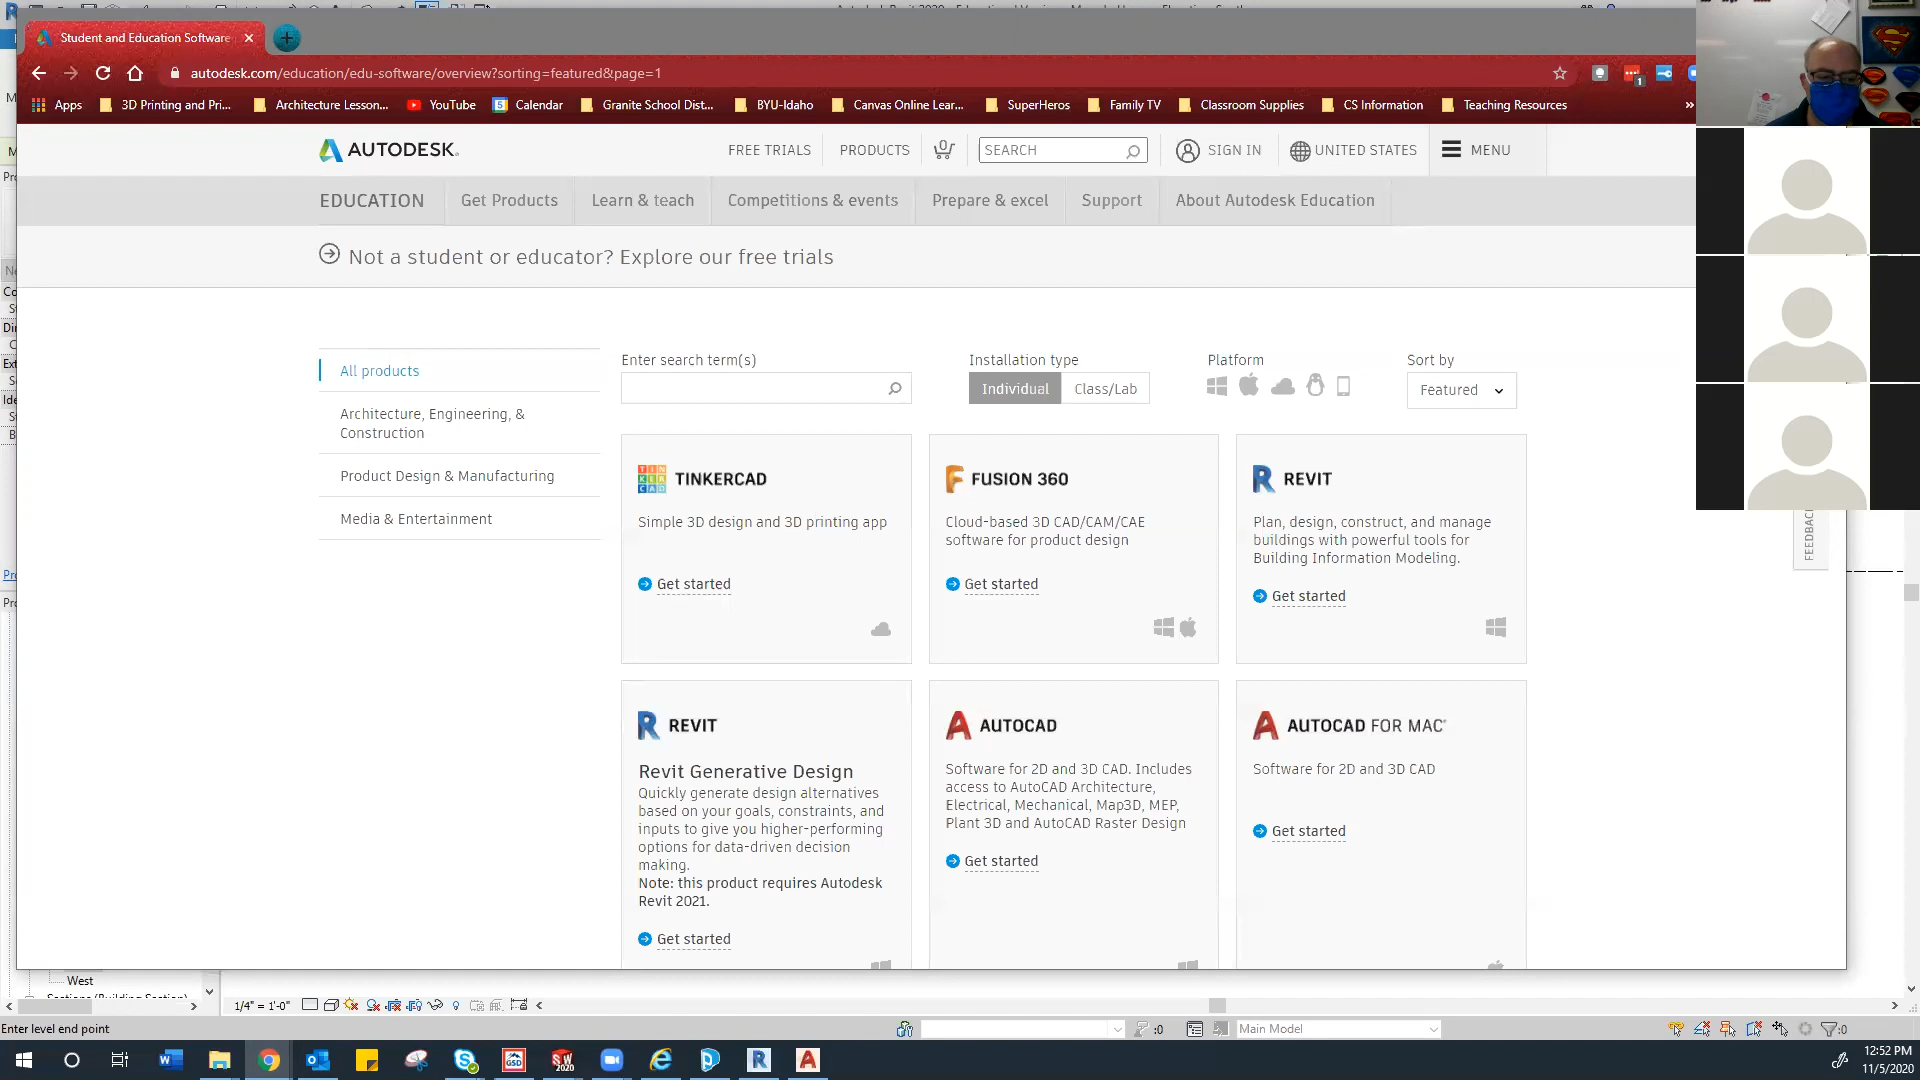 Student and Education Software
autodesk.com/education/edu-software/overview?sorting=featured&page=1
1
Apps
3D Printing and Pri...
Architecture Lesson...
YouTube
Calendar
Granite School Dist...
BYU-Idaho
Canvas Online Lear...
SuperHeros
Family TV
Classroom Supplies
CS Information
Teaching Resources
»
AUTODESK.
FREE TRIALS
PRODUCTS
0
SEARCH
SIGN IN
UNITED STATES
MENU
EDUCATION
Get Products
Learn & teach
Competitions & events
Prepare & excel
Support
About Autodesk Education
Not a student or educator? Explore our free trials
All products
Architecture, Engineering, &
Construction
Product Design & Manufacturing
Media & Entertainment
Enter search term(s)
Installation type
Individual
Class/Lab
Platform
Sort by
Featured
TINKERCAD
Simple 3D design and 3D printing app
Get started
FUSION 360
Cloud-based 3D CAD/CAM/CAE
software for product design
Get started
REVIT
Plan, design, construct, and manage
buildings with powerful tools for
Building Information Modeling.
Get started
REVIT
Revit Generative Design
Quickly generate design alternatives
based on your goals, constraints, and
inputs to give you higher-performing
options for data-driven decision
making.
Note: this product requires Autodesk
Revit 2021.
Get started
AUTOCAD
Software for 2D and 3D CAD. Includes
access to AutoCAD Architecture,
Electrical, Mechanical, Map3D, MEP,
Plant 3D and AutoCAD Raster Design
Get started
AUTOCAD FOR MAC
Software for 2D and 3D CAD
Get started
FEEDBACK
West
1/4" = 1'-0"
Enter level end point
:0
Main Model
:0
12:52 PM
11/5/2020